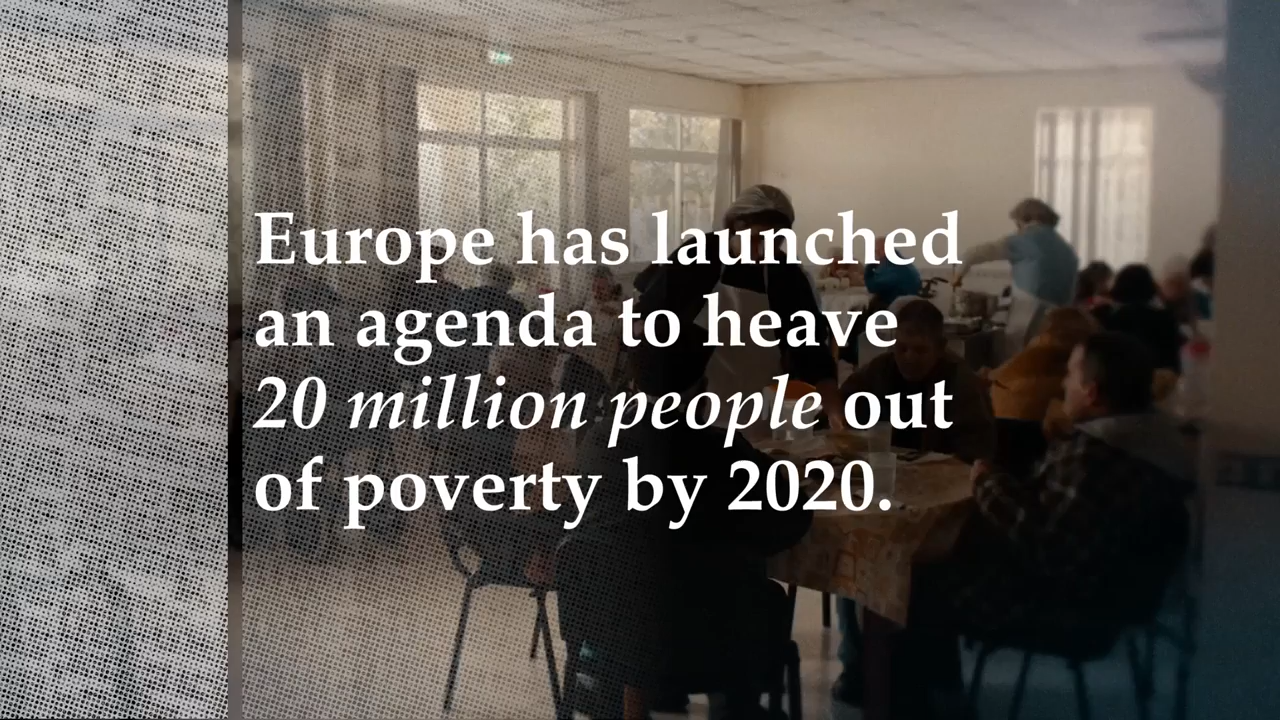 Europe has launched
an agenda to heave
20 million people out
of poverty by 2020.